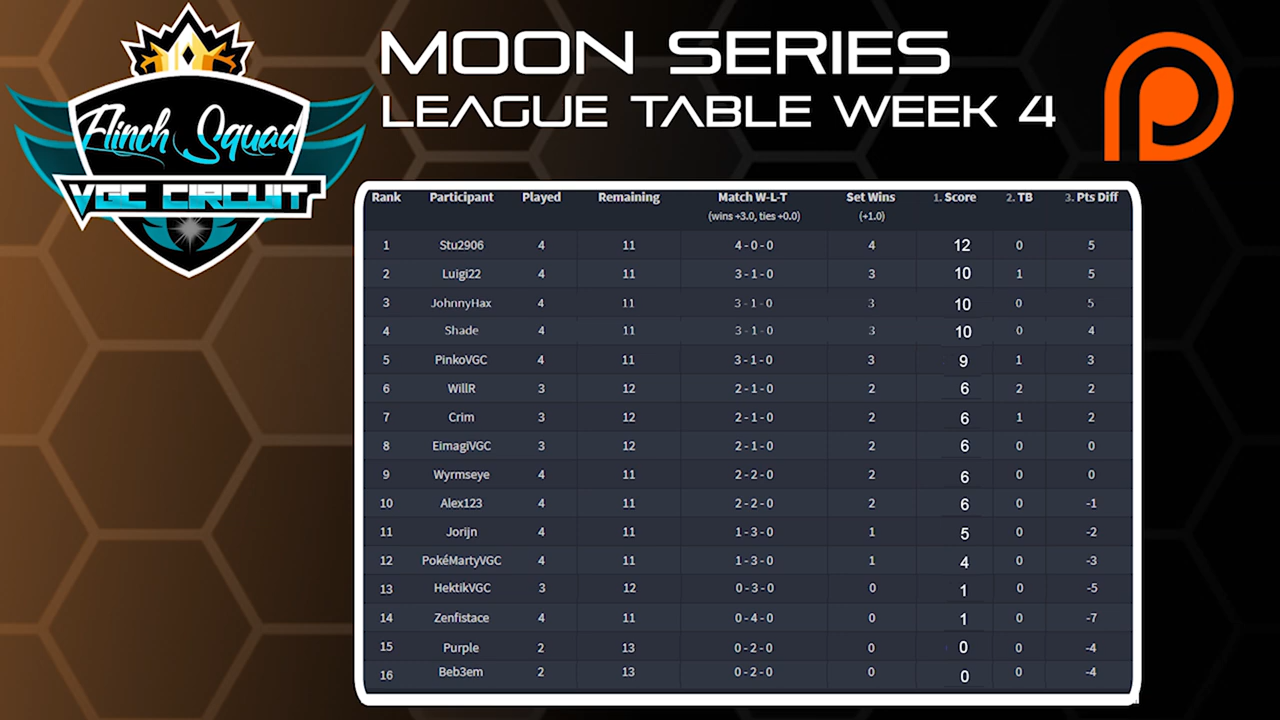 MOON SERIES
LEAGUE TABLE WEEK 4
Flinch Squad
VGC CIRCUIT
Rank Participant Played Remaining Match W-L-T Set Wins 1. Score 2. TB 3. Pts Diff
(wins +3.0, ties +0.0) (+1.0)
1 Stu2906 4 11 4 - 0 - 0 4 12 0 5
2 Luigi22 4 11 3 - 1 - 0 3 10 1 5
3 JohnnyHax 4 11 3 - 1 - 0 3 10 0 5
4 Shade 4 11 3 - 1 - 0 3 10 0 4
5 PinkoVGC 4 11 3 - 1 - 0 3 9 1 3
6 WillR 3 12 2 - 1 - 0 2 6 2 2
7 Crim 3 12 2 - 1 - 0 2 6 1 2
8 EimagiVGC 3 12 2 - 1 - 0 2 6 0 0
9 Wyrmseye 4 11 2 - 2 - 0 2 6 0 0
10 Alex123 4 11 2 - 2 - 0 2 6 0 -1
11 Jorijn 4 11 1 - 3 - 0 1 5 0 -2
12 PokéMartyVGC 4 11 1 - 3 - 0 1 4 0 -3
13 HektikVGC 3 12 0 - 3 - 0 0 1 0 -5
14 Zenfistace 4 11 0 - 4 - 0 0 1 0 -7
15 Purple 2 13 0 - 2 - 0 0 0 0 -4
16 Beb3em 2 13 0 - 2 - 0 0 0 0 -4